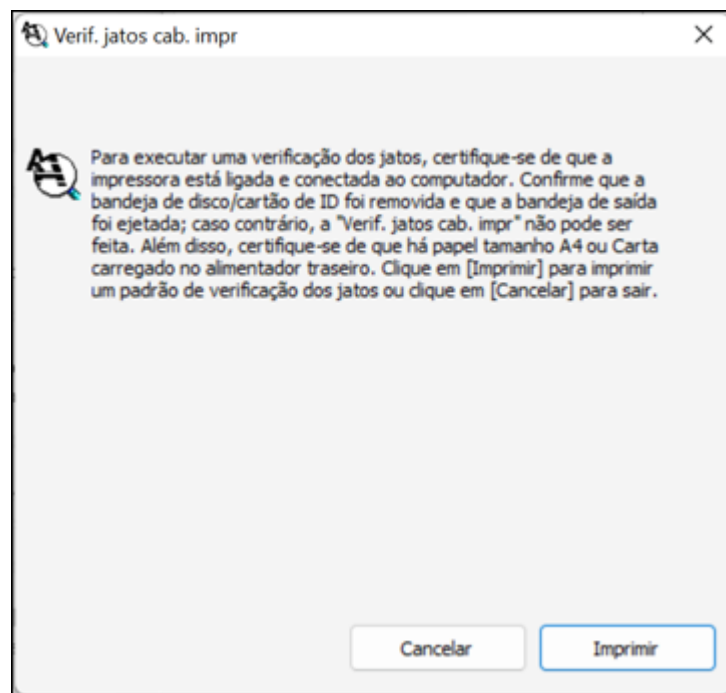 Verif. jatos cab. impr
Para executar uma verificação dos jatos, certifique-se de que a
impressora está ligada e conectada ao computador. Confirme que a
bandeja de disco/cartão de ID foi removida e que a bandeja de saída
foi ejetada; caso contrário, a "Verif. jatos cab. impr" não pode ser
feita. Além disso, certifique-se de que há papel tamanho A4 ou Carta
carregado no alimentador traseiro. Clique em [Imprimir] para imprimir
um padrão de verificação dos jatos ou clique em [Cancelar] para sair.
Cancelar
Imprimir